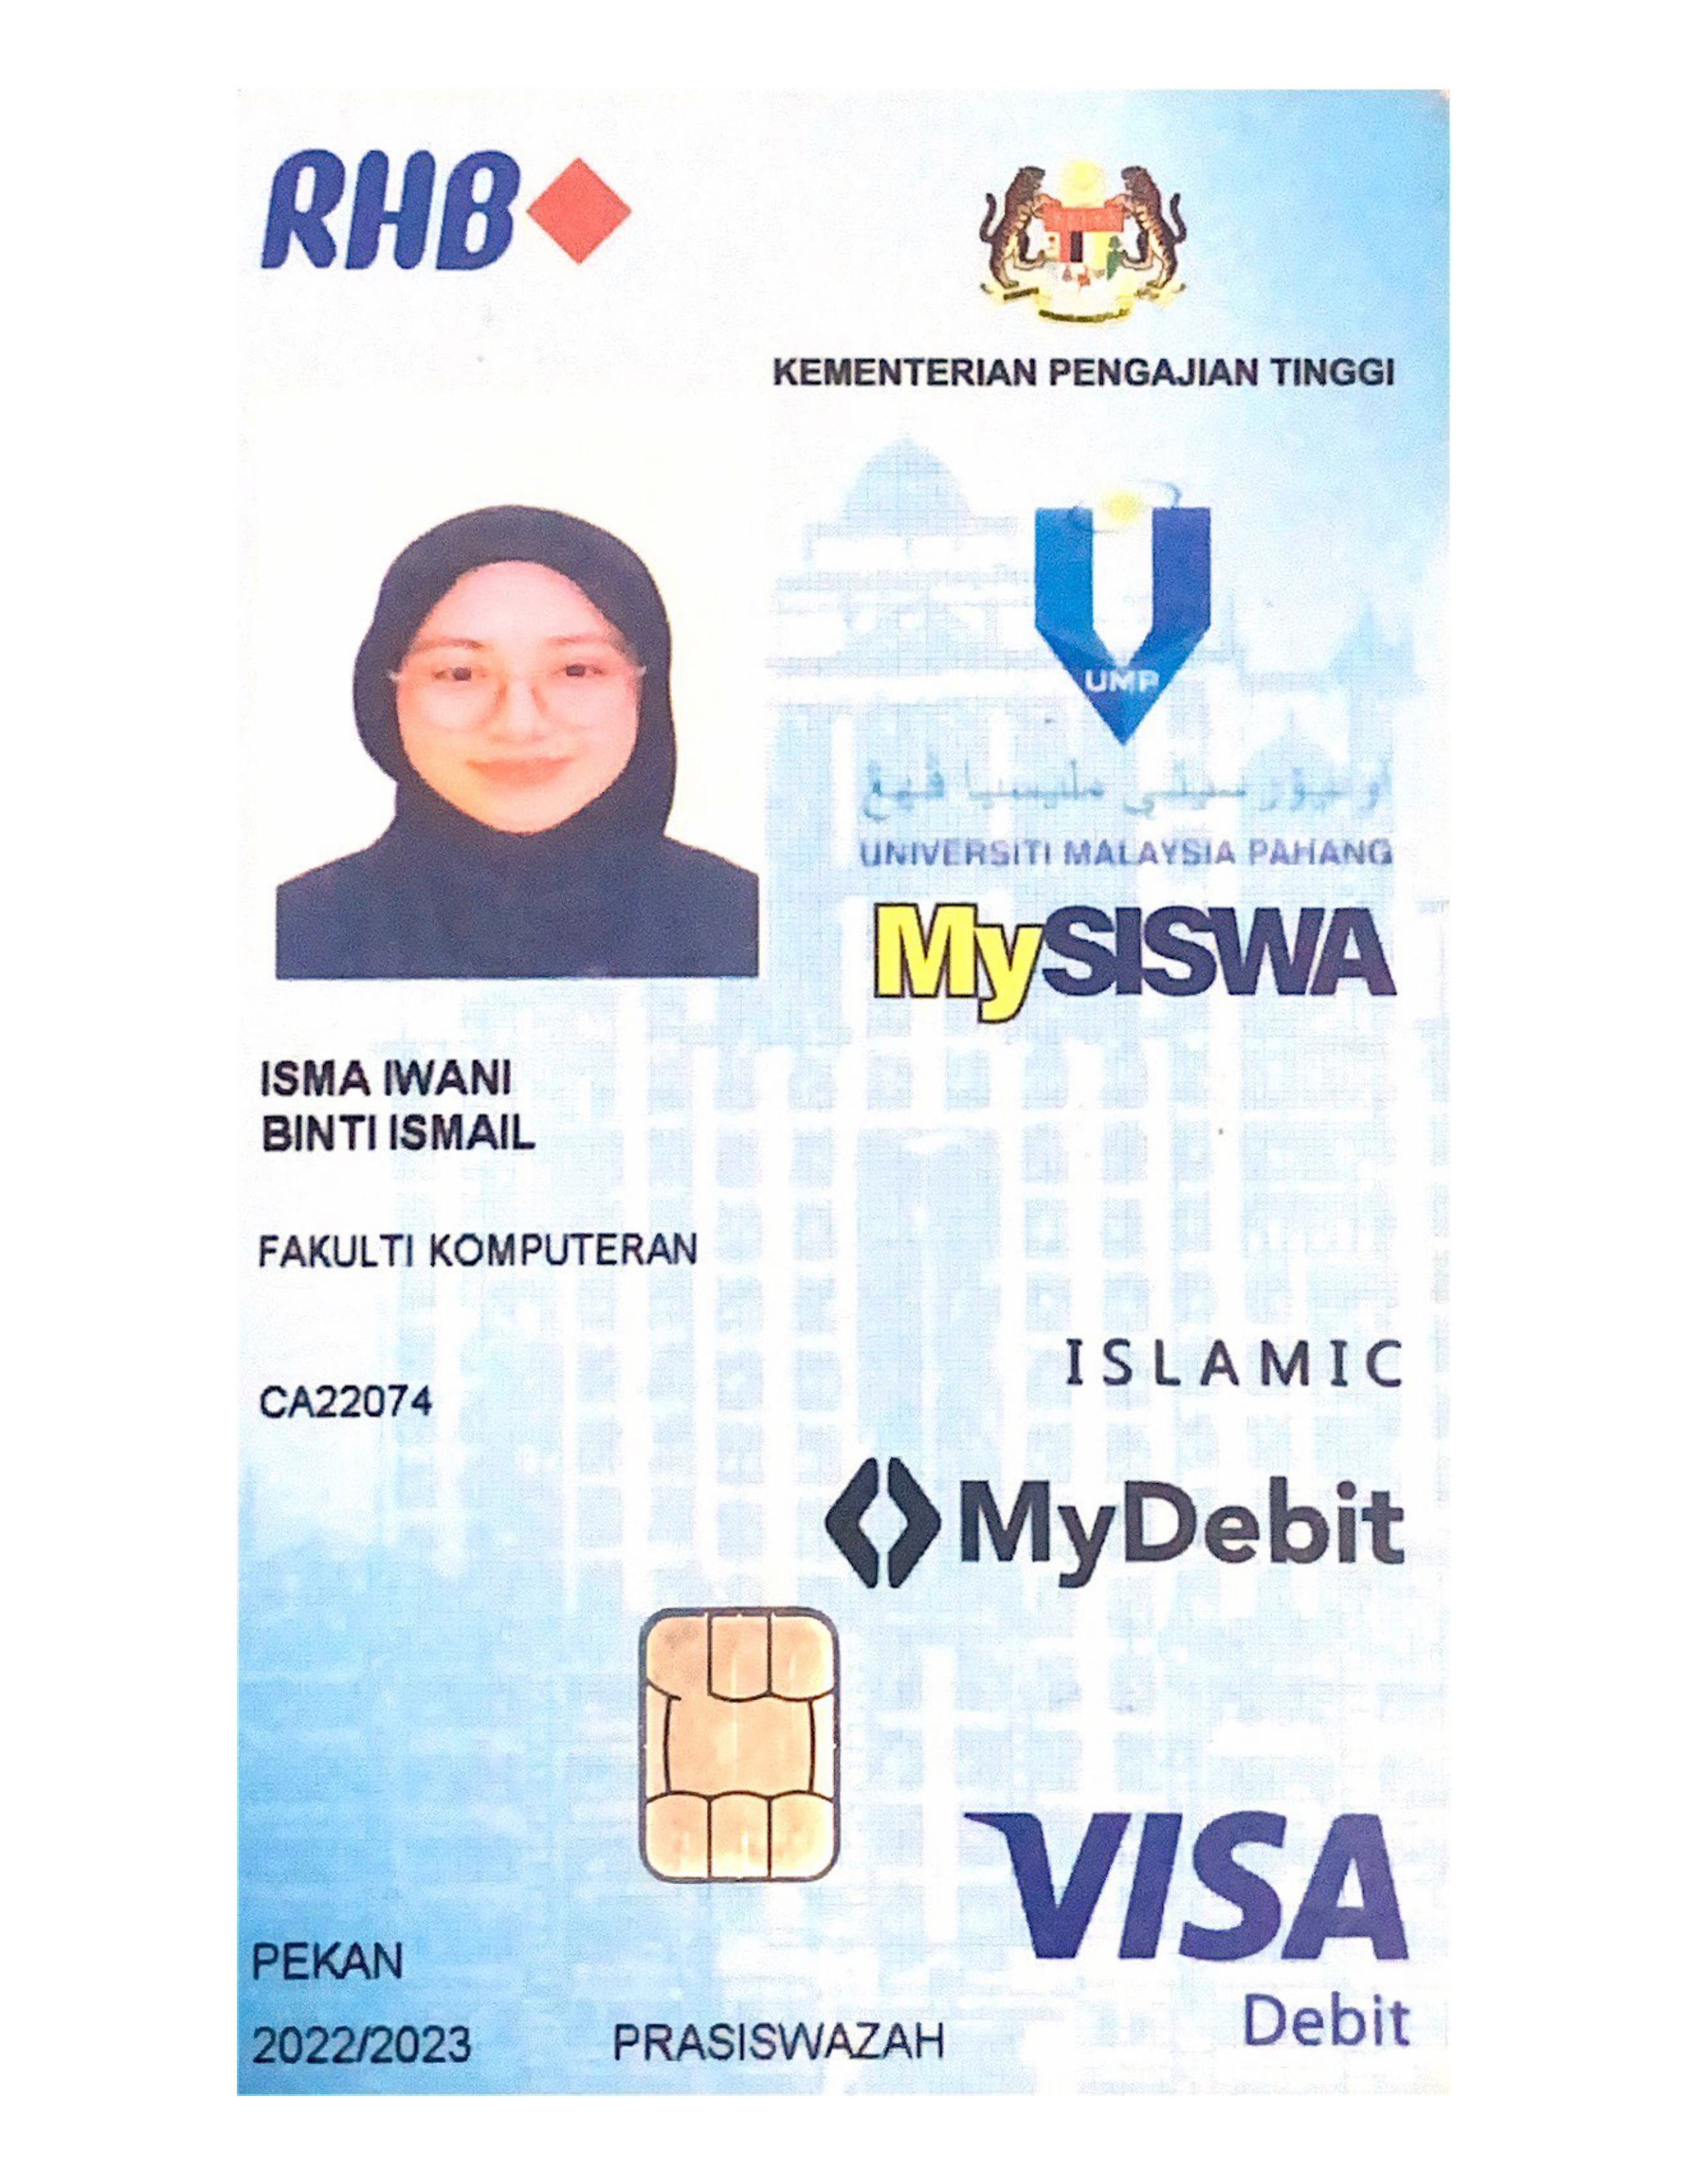 RHB
KEMENTERIAN PENGAJIAN TINGGI
UMP
اونيۏرسيتي مليسيا ڤهڠ
UNIVERSITI MALAYSIA PAHANG
MySISWA
ISMA IWANI
BINTI ISMAIL
FAKULTI KOMPUTERAN
CA22074
ISLAMIC
MyDebit
VISA
Debit
PEKAN
2022/2023
PRASISWAZAH